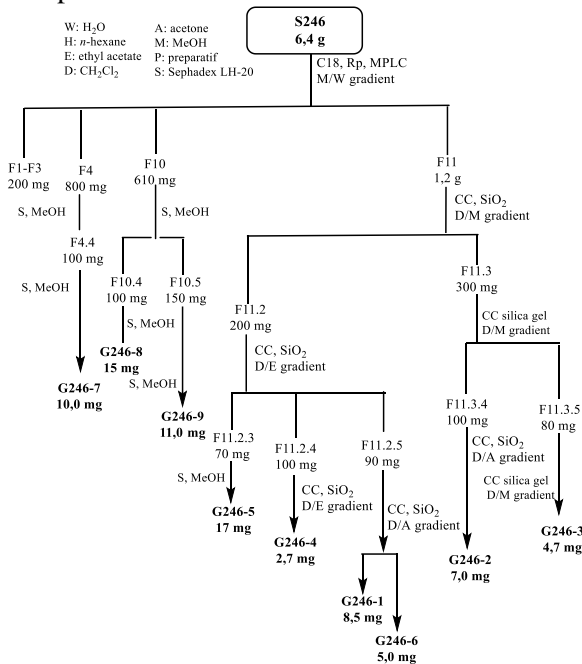 S246
6,4 g
W: H₂O
H: n-hexane
E: ethyl acetate
D: CH₂Cl₂
A: acetone
M: MeOH
P: preparatif
S: Sephadex LH-20
C18, Rp, MPLC
M/W gradient
F1-F3
200 mg
F4
800 mg
S, MeOH
F4.4
100 mg
S, MeOH
G246-7
10,0 mg
F10
610 mg
S, MeOH
F10.4
100 mg
S, MeOH
G246-8
15 mg
F10.5
150 mg
S, MeOH
G246-9
11,0 mg
F11
1,2 g
CC, SiO₂
D/M gradient
F11.2
200 mg
CC, SiO₂
D/E gradient
F11.2.3
70 mg
S, MeOH
G246-5
17 mg
F11.2.4
100 mg
CC, SiO₂
D/E gradient
G246-4
2,7 mg
F11.2.5
90 mg
CC, SiO₂
D/A gradient
G246-1
8,5 mg
G246-6
5,0 mg
F11.3
300 mg
CC silica gel
D/M gradient
F11.3.4
100 mg
CC, SiO₂
D/A gradient
G246-2
7,0 mg
F11.3.5
80 mg
CC silica gel
D/M gradient
G246-3
4,7 mg